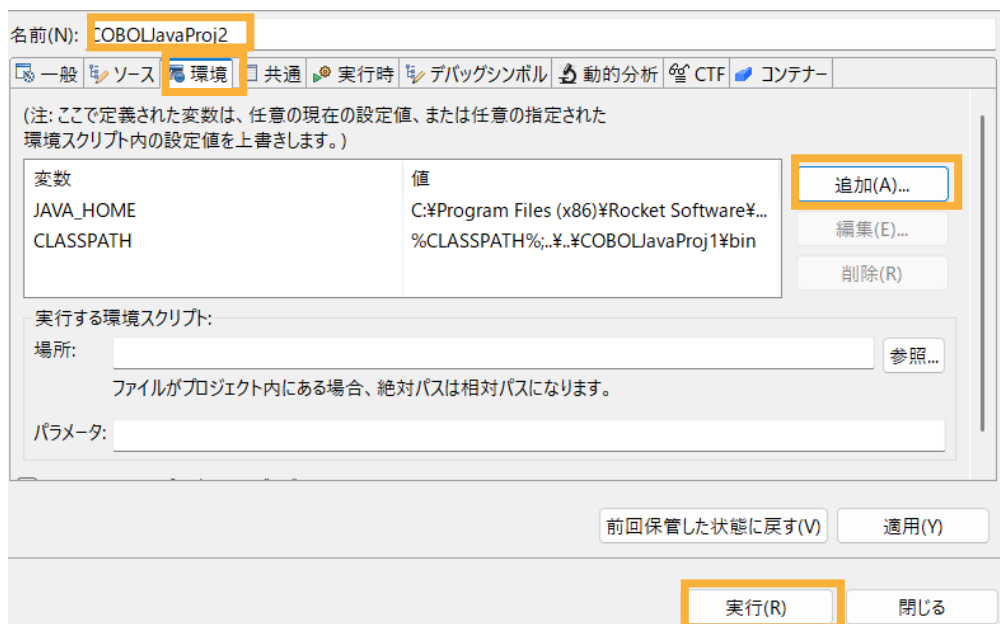 名前(N): COBOLJavaProj2
一般 ソース 環境 共通 実行時 デバッグシンボル 動的分析 CTF コンテナー
(注: ここで定義された変数は、任意の現在の設定値、または任意の指定された
環境スクリプト内の設定値を上書きします。)
変数 値
追加(A)...
JAVA_HOME C:¥Program Files (x86)¥Rocket Software¥...
CLASSPATH %CLASSPATH%;..¥..¥COBOLJavaProj1¥bin
編集(E)...
削除(R)
実行する環境スクリプト:
場所:
参照...
ファイルがプロジェクト内にある場合、絶対パスは相対パスになります。
パラメータ:
前回保管した状態に戻す(V) 適用(Y)
実行(R) 閉じる